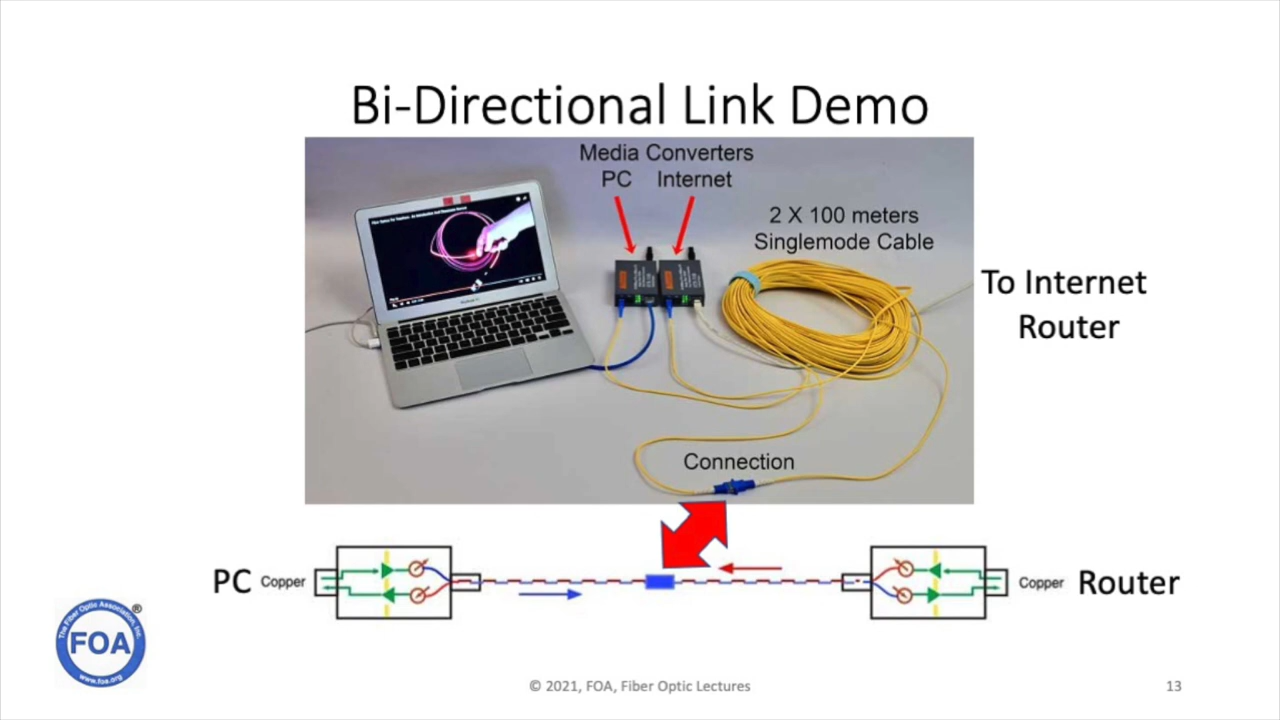 Bi-Directional Link Demo
Media Converters
PC Internet
2 X 100 meters
Singlemode Cable
To Internet
Router
Connection
PC Copper
Copper Router
The Fiber Optic Association, Inc.
®
FOA
www.foa.org
© 2021, FOA, Fiber Optic Lectures
13